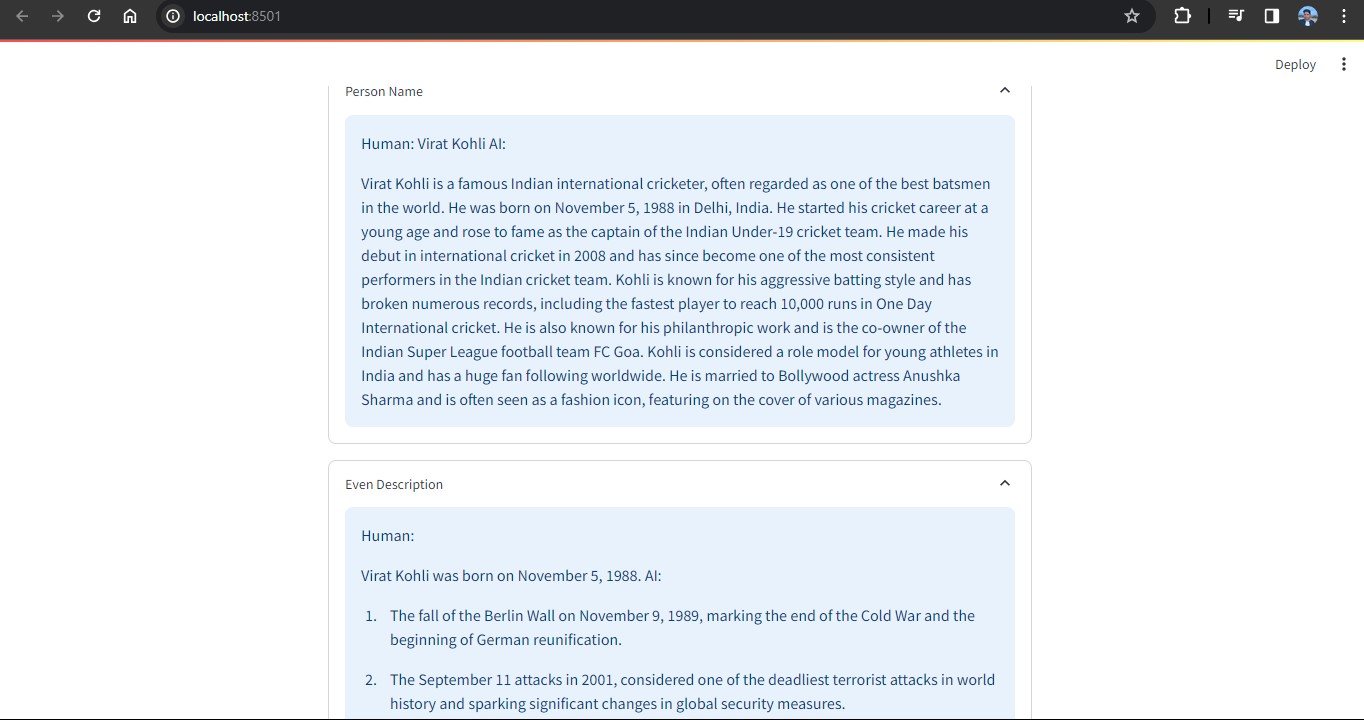 localhost:8501
Deploy
Person Name
Human: Virat Kohli AI:
Virat Kohli is a famous Indian international cricketer, often regarded as one of the best batsmen
in the world. He was born on November 5, 1988 in Delhi, India. He started his cricket career at a
young age and rose to fame as the captain of the Indian Under-19 cricket team. He made his
debut in international cricket in 2008 and has since become one of the most consistent
performers in the Indian cricket team. Kohli is known for his aggressive batting style and has
broken numerous records, including the fastest player to reach 10,000 runs in One Day
International cricket. He is also known for his philanthropic work and is the co-owner of the
Indian Super League football team FC Goa. Kohli is considered a role model for young athletes in
India and has a huge fan following worldwide. He is married to Bollywood actress Anushka
Sharma and is often seen as a fashion icon, featuring on the cover of various magazines.
Even Description
Human:
Virat Kohli was born on November 5, 1988. AI:
1. The fall of the Berlin Wall on November 9, 1989, marking the end of the Cold War and the
beginning of German reunification.
2. The September 11 attacks in 2001, considered one of the deadliest terrorist attacks in world
history and sparking significant changes in global security measures.